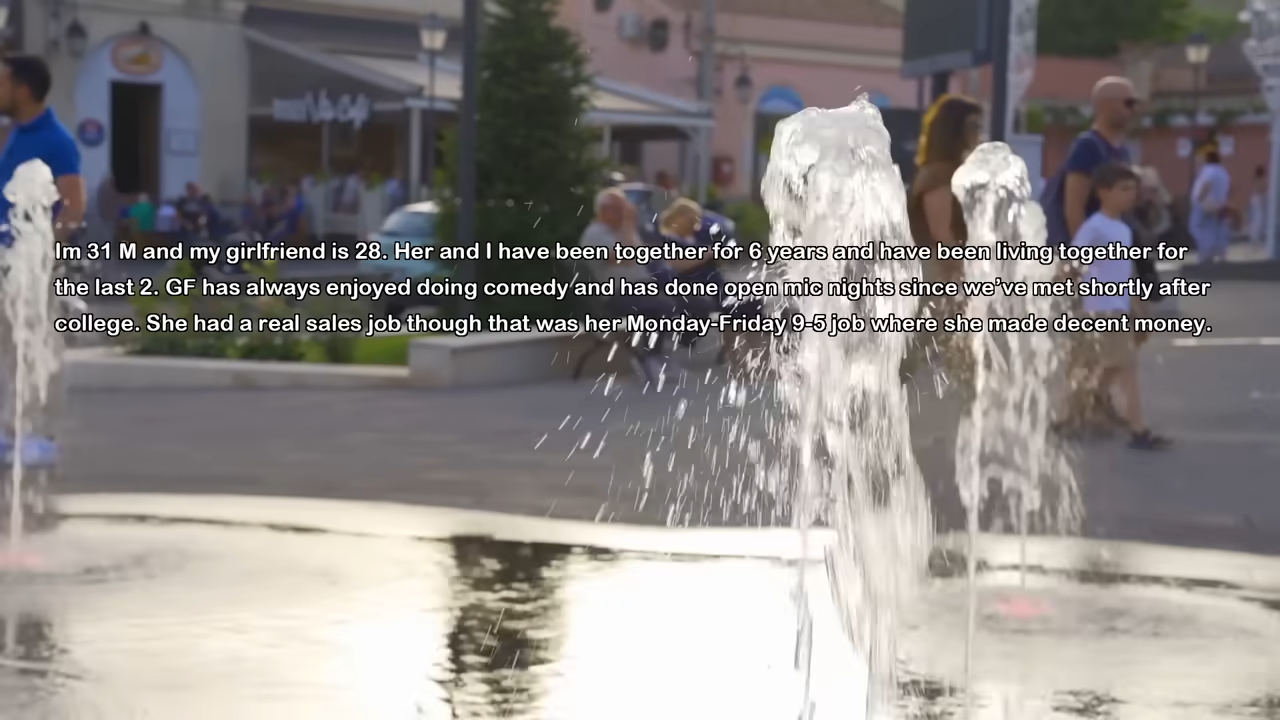 Im 31 M and my girlfriend is 28. Her and I have been together for 6 years and have been living together for
the last 2. GF has always enjoyed doing comedy and has done open mic nights since we've met shortly after
college. She had a real sales job though that was her Monday-Friday 9-5 job where she made decent money.